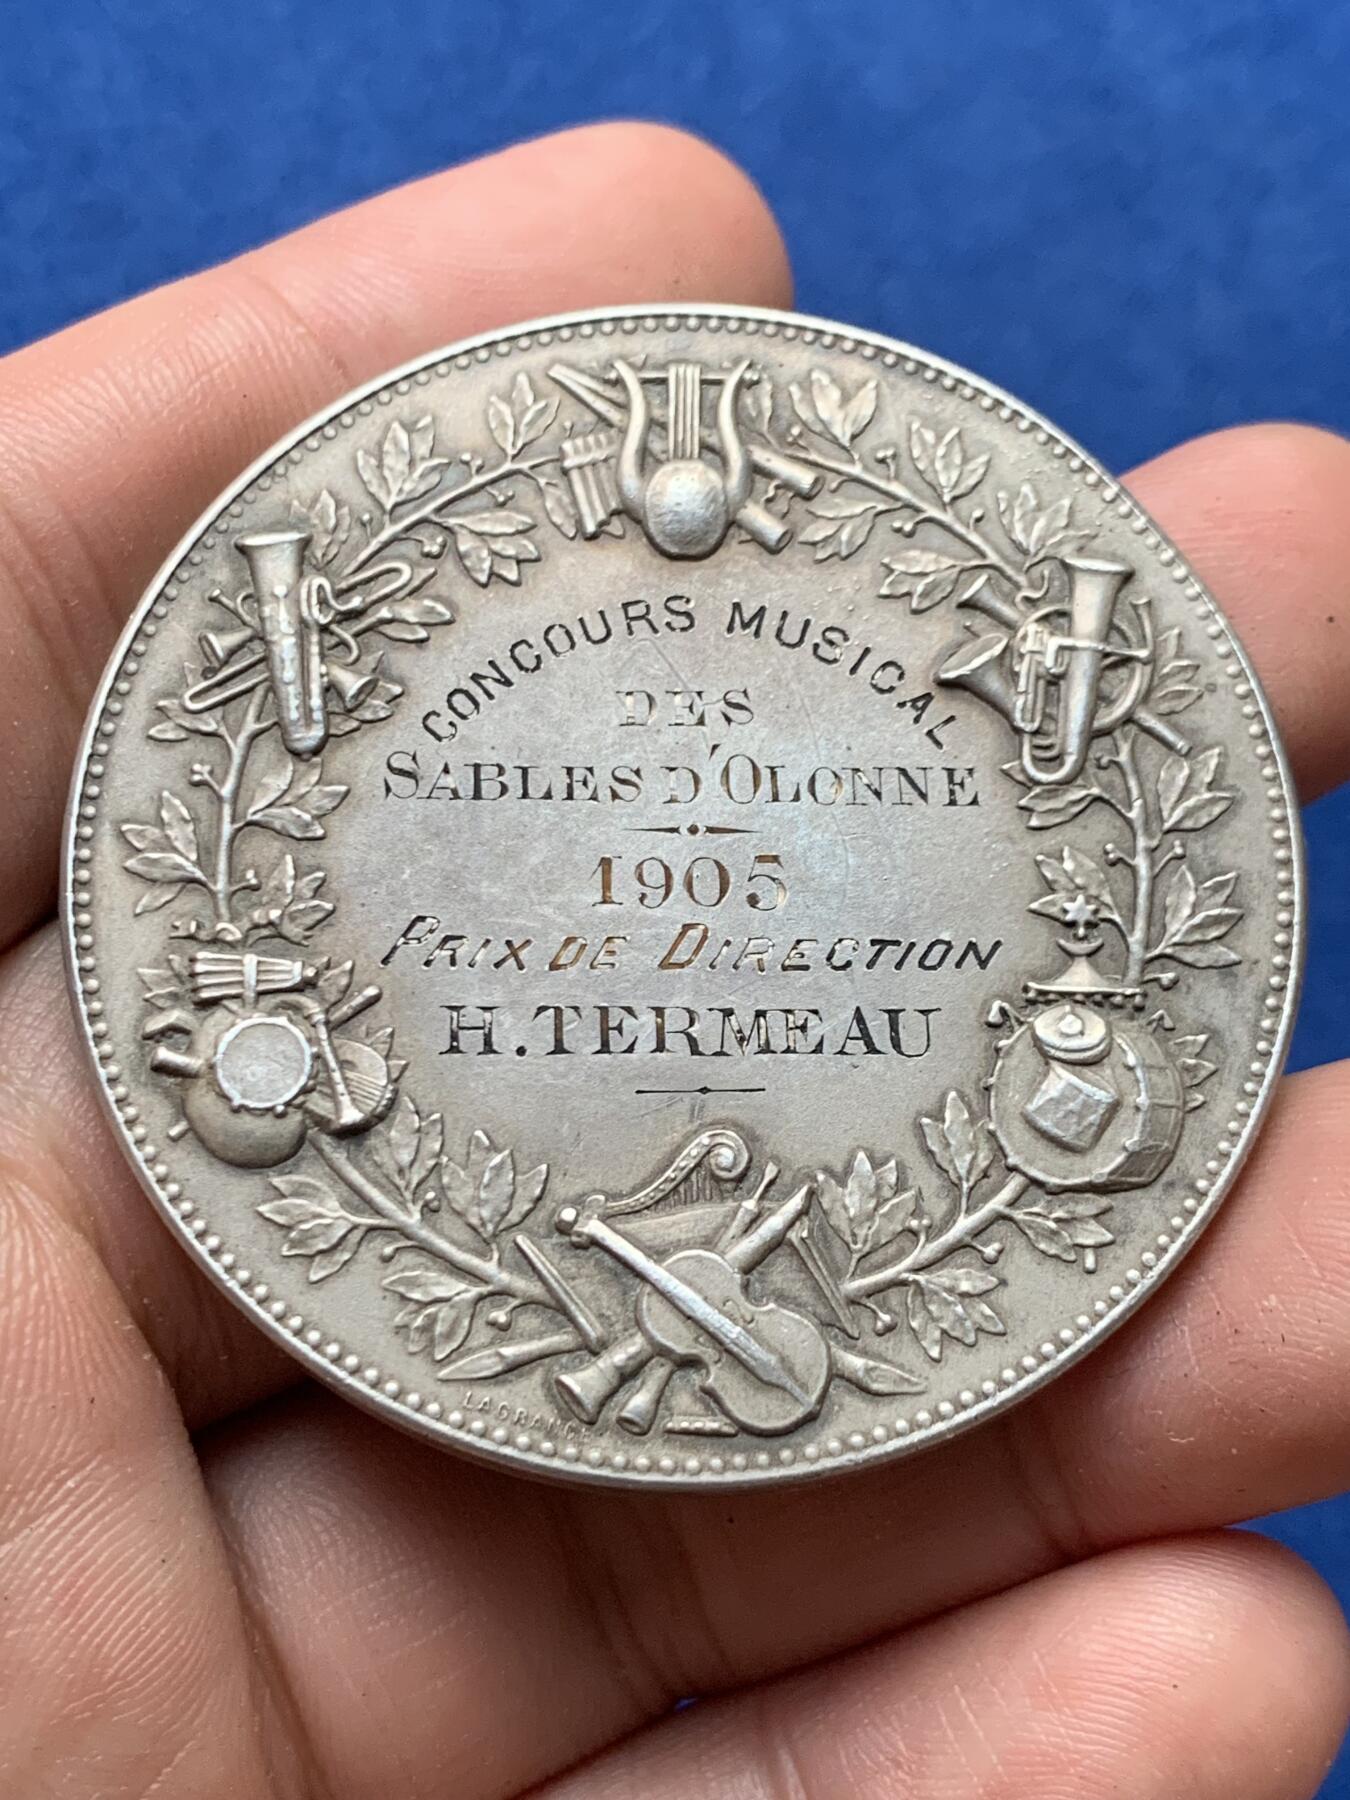 CONCOURS MUSICAL
DES
SABLES D'OLONNE
1905
PRIX DE DIRECTION
H. TERMEAU
LAGRANGE